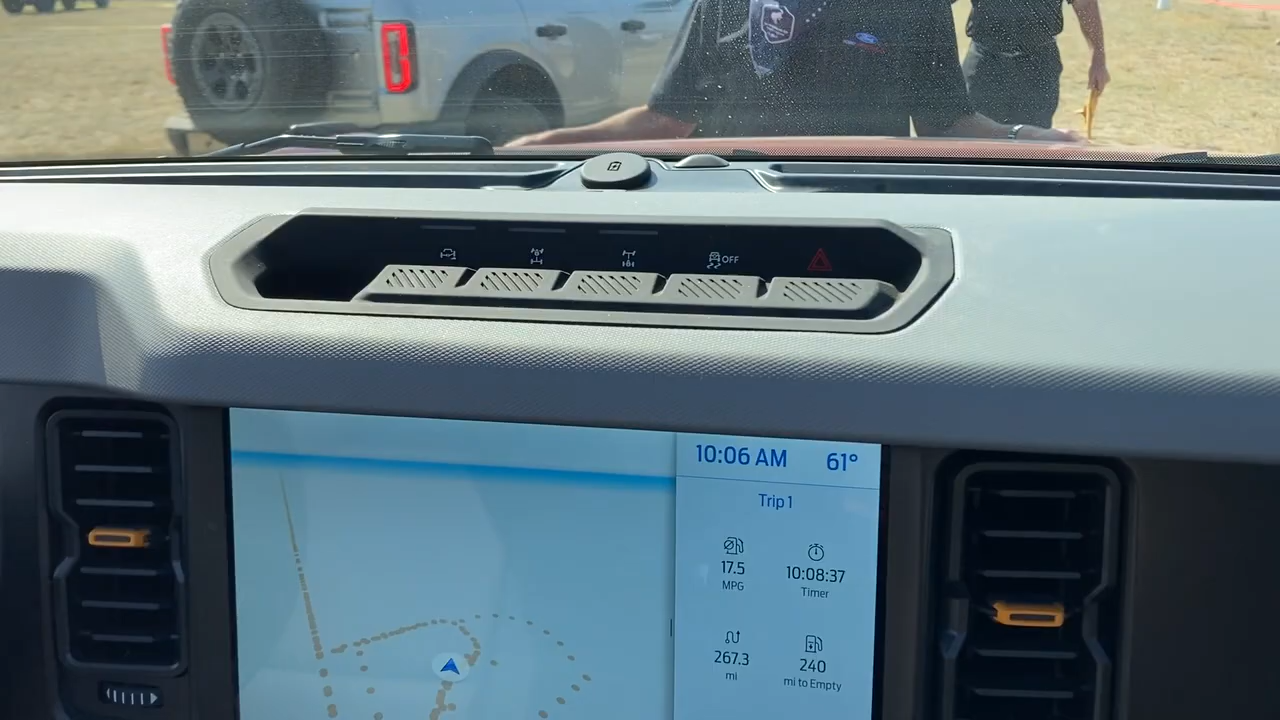 OFF
10:06 AM 61°
Trip 1
17.5
MPG
10:08:37
Timer
267.3
mi
240
mi to Empty